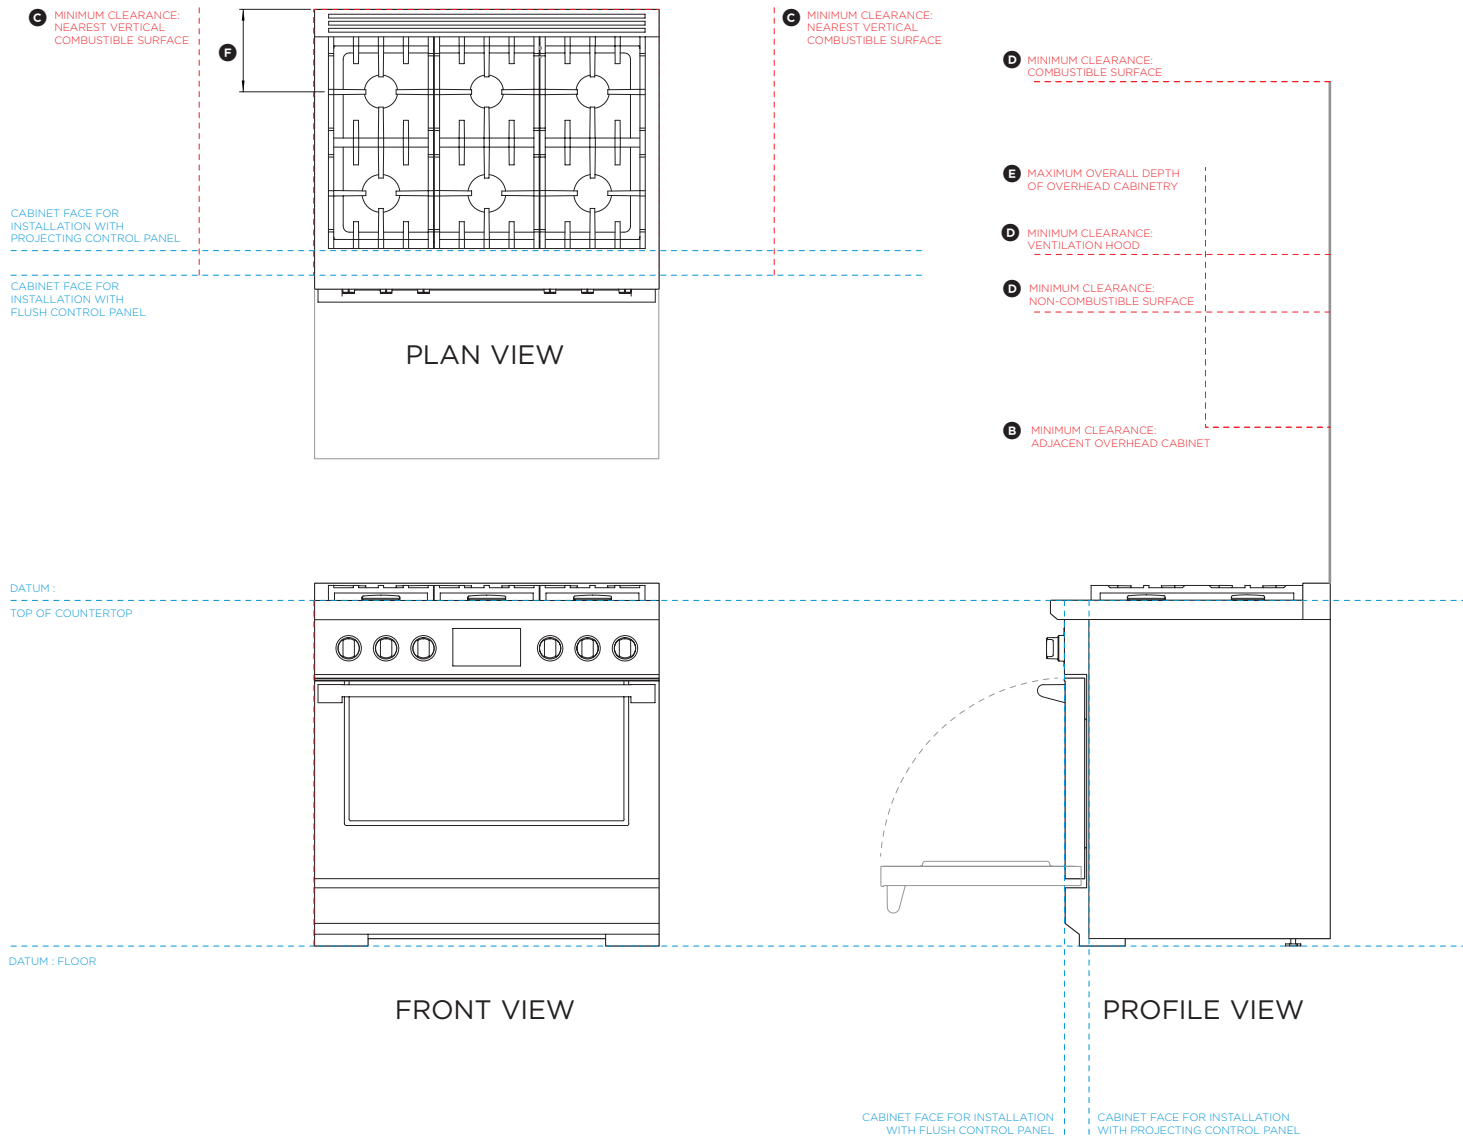 C MINIMUM CLEARANCE:
NEAREST VERTICAL
COMBUSTIBLE SURFACE
F
C MINIMUM CLEARANCE:
NEAREST VERTICAL
COMBUSTIBLE SURFACE
D MINIMUM CLEARANCE:
COMBUSTIBLE SURFACE
E MAXIMUM OVERALL DEPTH
OF OVERHEAD CABINETRY
D MINIMUM CLEARANCE:
VENTILATION HOOD
D MINIMUM CLEARANCE:
NON-COMBUSTIBLE SURFACE
B MINIMUM CLEARANCE:
ADJACENT OVERHEAD CABINET
CABINET FACE FOR
INSTALLATION WITH
PROJECTING CONTROL PANEL
CABINET FACE FOR
INSTALLATION WITH
FLUSH CONTROL PANEL
PLAN VIEW
DATUM :
TOP OF COUNTERTOP
DATUM : FLOOR
FRONT VIEW
PROFILE VIEW
CABINET FACE FOR INSTALLATION
WITH FLUSH CONTROL PANEL
CABINET FACE FOR INSTALLATION
WITH PROJECTING CONTROL PANEL